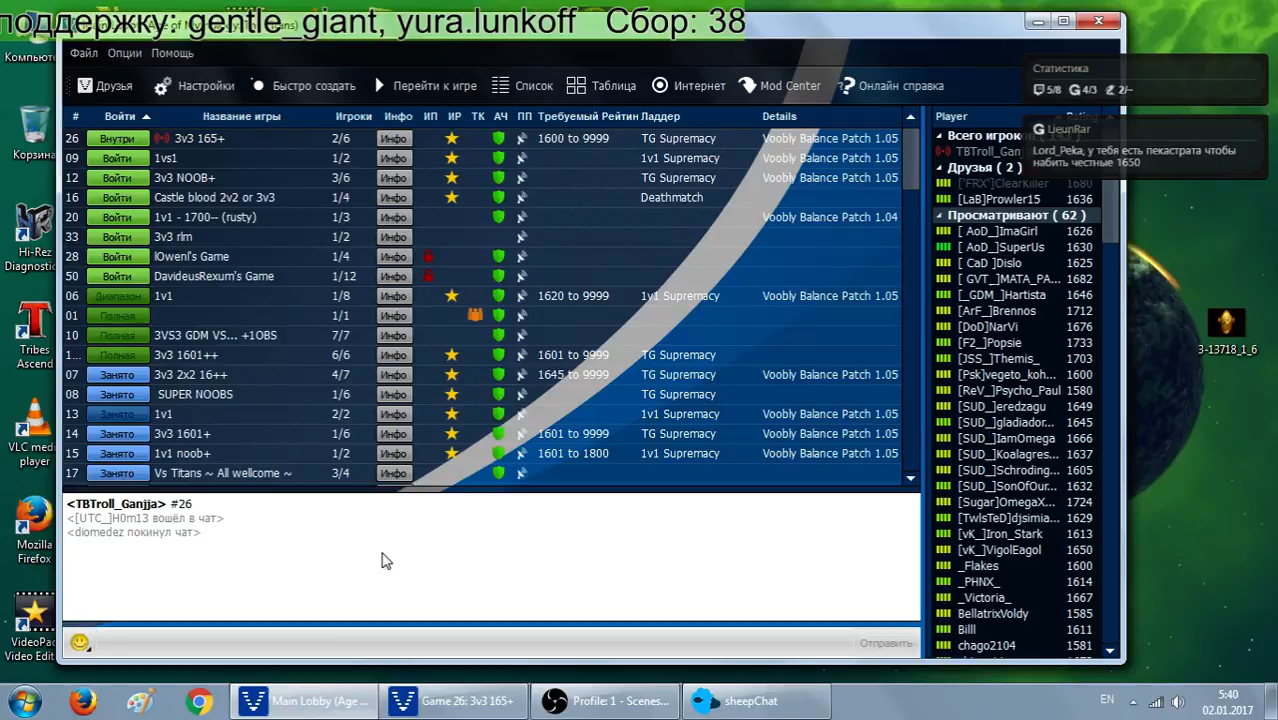 поддержку: gentle_giant, yura.lunkoff Сбор: 38
Файл Опции Помощь
Друзья Настройки Быстро создать Перейти к игре Список Таблица Интернет Mod Center Онлайн справка
Войти Название игры Игроки Инфо ИП ИР ТК АЧ ПП Требуемый Рейтин Ладдер Details
26 Внутри 3v3 165+ 2/6 Инфо 1600 to 9999 TG Supremacy Voobly Balance Patch 1.05
09 Войти 1vs1 1/2 Инфо 1v1 Supremacy Voobly Balance Patch 1.05
12 Войти 3v3 NOOB+ 3/6 Инфо TG Supremacy Voobly Balance Patch 1.05
16 Войти Castle blood 2v2 or 3v3 2/4 Инфо Deathmatch
20 Войти 1v1 - 1700-- (rusty) 1/3 Инфо Voobly Balance Patch 1.04
33 Войти 3v3 rlm 1/2 Инфо
28 Войти lOwenl's Game 1/4 Инфо
50 Войти DavideusRexum's Game 1/12 Инфо
06 Диапазон 1v1 1/8 Инфо 1620 to 9999 1v1 Supremacy Voobly Balance Patch 1.05
01 Полная 1/1 Инфо
10 Полная 3VS3 GDM VS... +1OBS 7/7 Инфо
1... Полная 3v3 1601++ 6/6 Инфо 1601 to 9999 TG Supremacy
07 Занято 3v3 2x2 16++ 4/7 Инфо 1645 to 9999 TG Supremacy Voobly Balance Patch 1.05
08 Занято SUPER NOOBS 1/6 Инфо TG Supremacy
13 Занято 1v1 2/2 Инфо 1v1 Supremacy Voobly Balance Patch 1.05
14 Занято 3v3 1601+ 1/6 Инфо 1601 to 9999 TG Supremacy Voobly Balance Patch 1.05
15 Занято 1v1 noob+ 1/2 Инфо 1601 to 1800 1v1 Supremacy Voobly Balance Patch 1.05
17 Занято Vs Titans ~ All wellcome ~ 3/4 Инфо
<TBTroll_Ganjja> #26
<[UTC_]H0m13 вошёл в чат>
<diomedez покинул чат>
Отправить
Статистика
5/8 4/3 2/--
LieunRar
Lord_Peka, у тебя есть пекастрата чтобы
набить честные 1650
Player
Всего игроко
TBTroll_Gan
Друзья ( 2 )
[FRX]ClearKiller 1680
[LaB]Prowler15 1636
Просматривают ( 62 )
[ AoD_]ImaGirl 1626
[ AoD_]SuperUs 1630
[ CaD ]Dislo 1625
[ GVT_]MATA_PA... 1682
[_GDM_]Hartista 1646
[ArF_]Brennos 1712
[DoD]NarVi 1676
[F2_]Popsie 1733
[JSS_]Themis_ 1703
[Psk]vegeto_koh... 1600
[ReV_]Psycho_Paul 1580
[SUD_]eredzagu 1649
[SUD_]gladiador... 1645
[SUD_]IamOmega 1666
[SUD_]Koalagres... 1637
[SUD_]Schroding... 1605
[SUD_]SonOfOur... 1632
[Sugar]OmegaX... 1724
[TwlsTeD]djsimia... 1629
[vK_]Iron_Stark 1613
[vK_]VigolEagol 1650
_Flakes 1600
_PHNX_ 1614
_Victoria_ 1667
BellatrixVoldy 1585
Billl 1611
chago2104 1581
Компьюте
Корзина
Hi-Rez
Diagnostic
Tribes
Ascend
VLC medi
player
Mozilla
Firefox
VideoPad
Video Edit
3-13718_1_6
Main Lobby (Age ... Game 26: 3v3 165+ Profile: 1 - Scenes... sheepChat
EN
5:40
02.01.2017